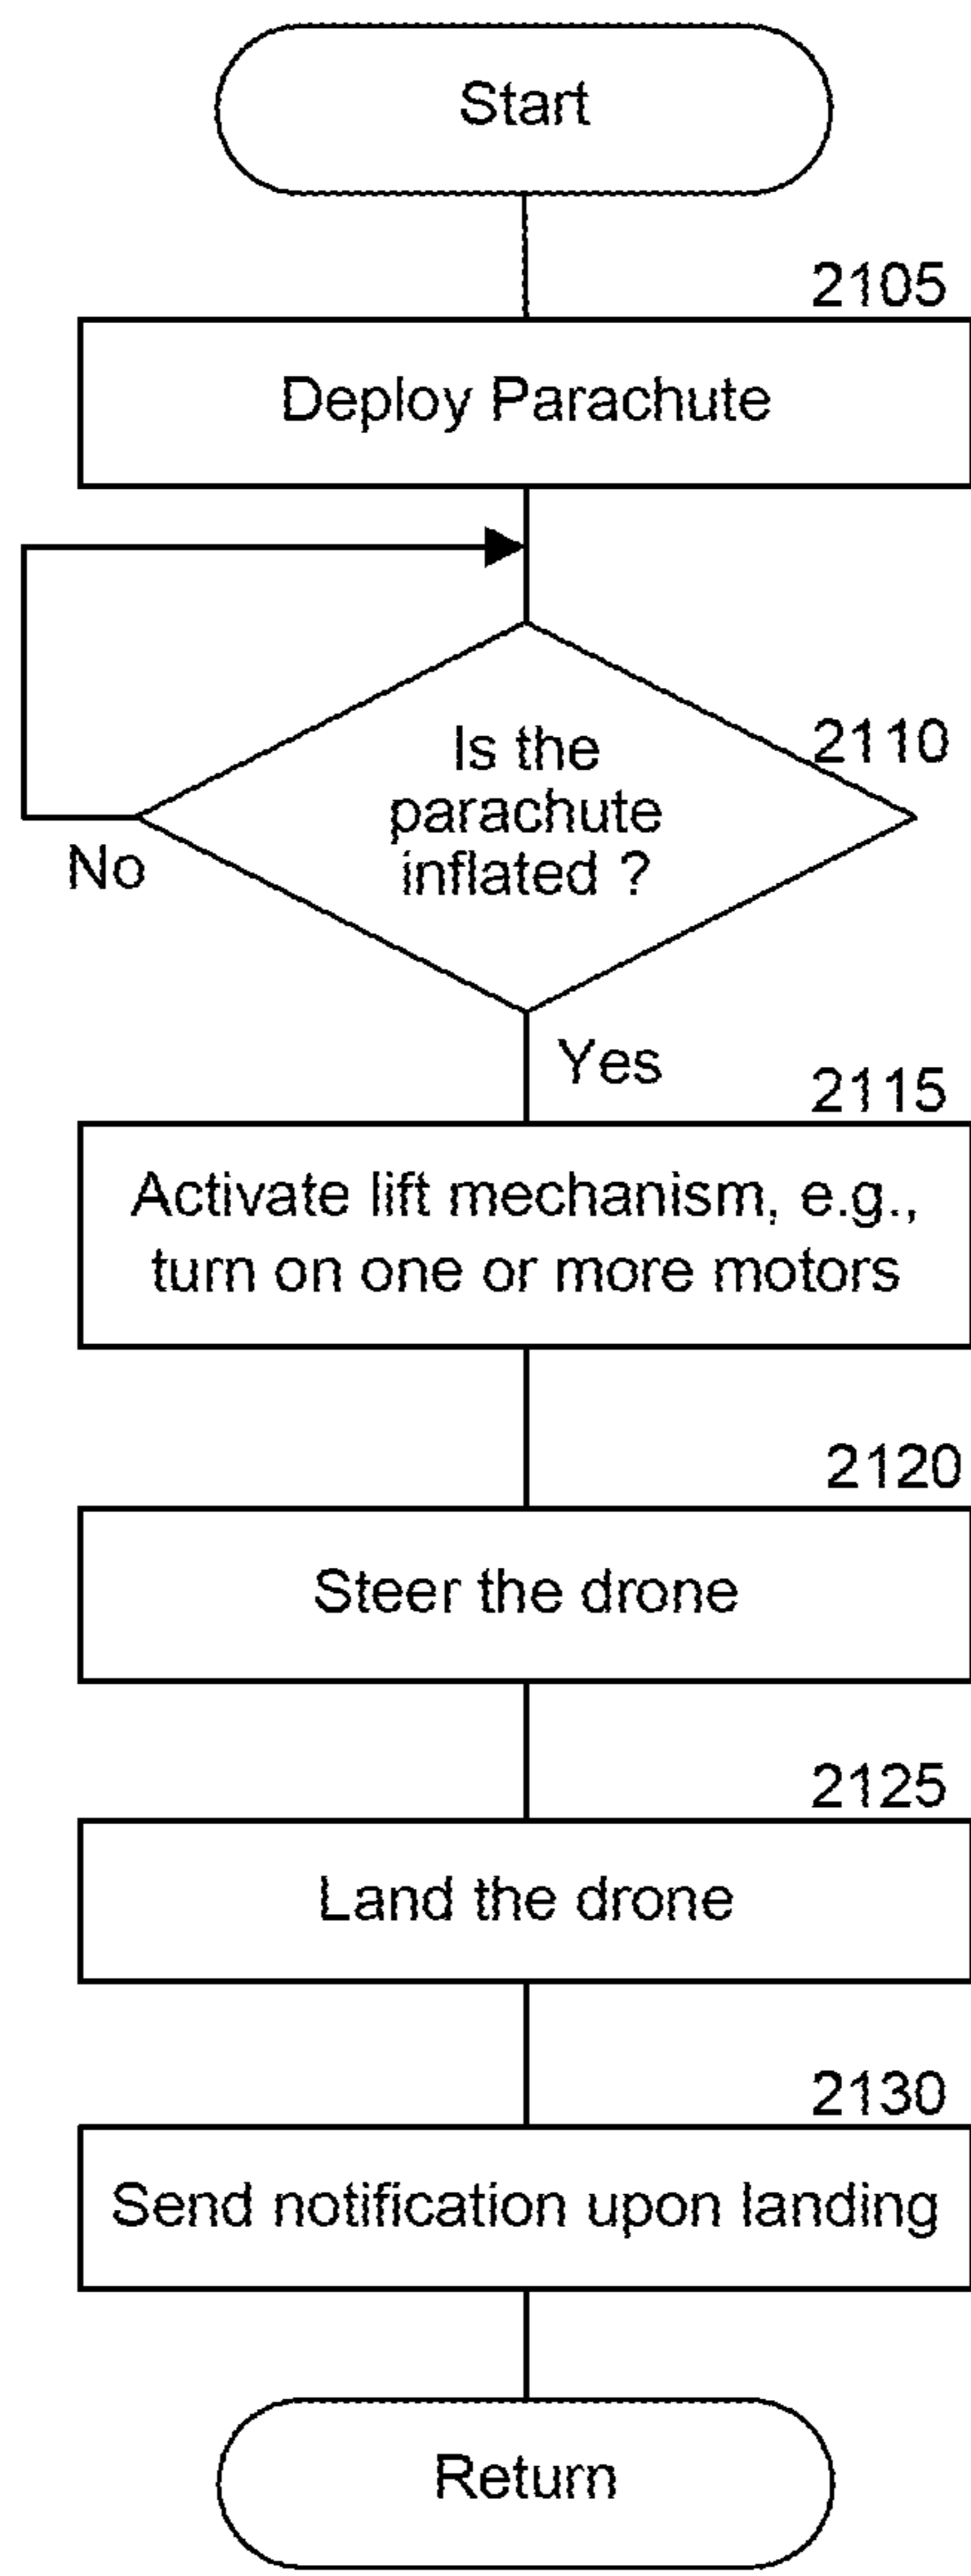 Start
2105
Deploy Parachute
Is the
2110
parachute
inflated ?
No
Yes
2115
Activate lift mechanism, e.g.,
turn on one or more motors
2120
Steer the drone
2125
Land the drone
2130
Send notification upon landing
Return